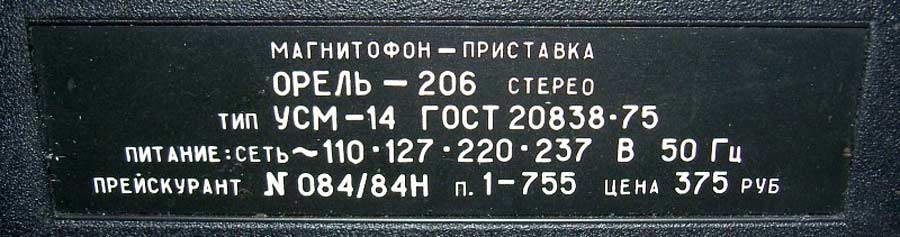 МАГНИТОФОН – ПРИСТАВКА
ОРЕЛЬ – 206 СТЕРЕО
ТИП УСМ–14 ГОСТ 20838·75
ПИТАНИЕ: СЕТЬ ~ 110 · 127 · 220 · 237 В 50 Гц
ПРЕЙСКУРАНТ N 084/84Н П. 1–755 ЦЕНА 375 РУБ